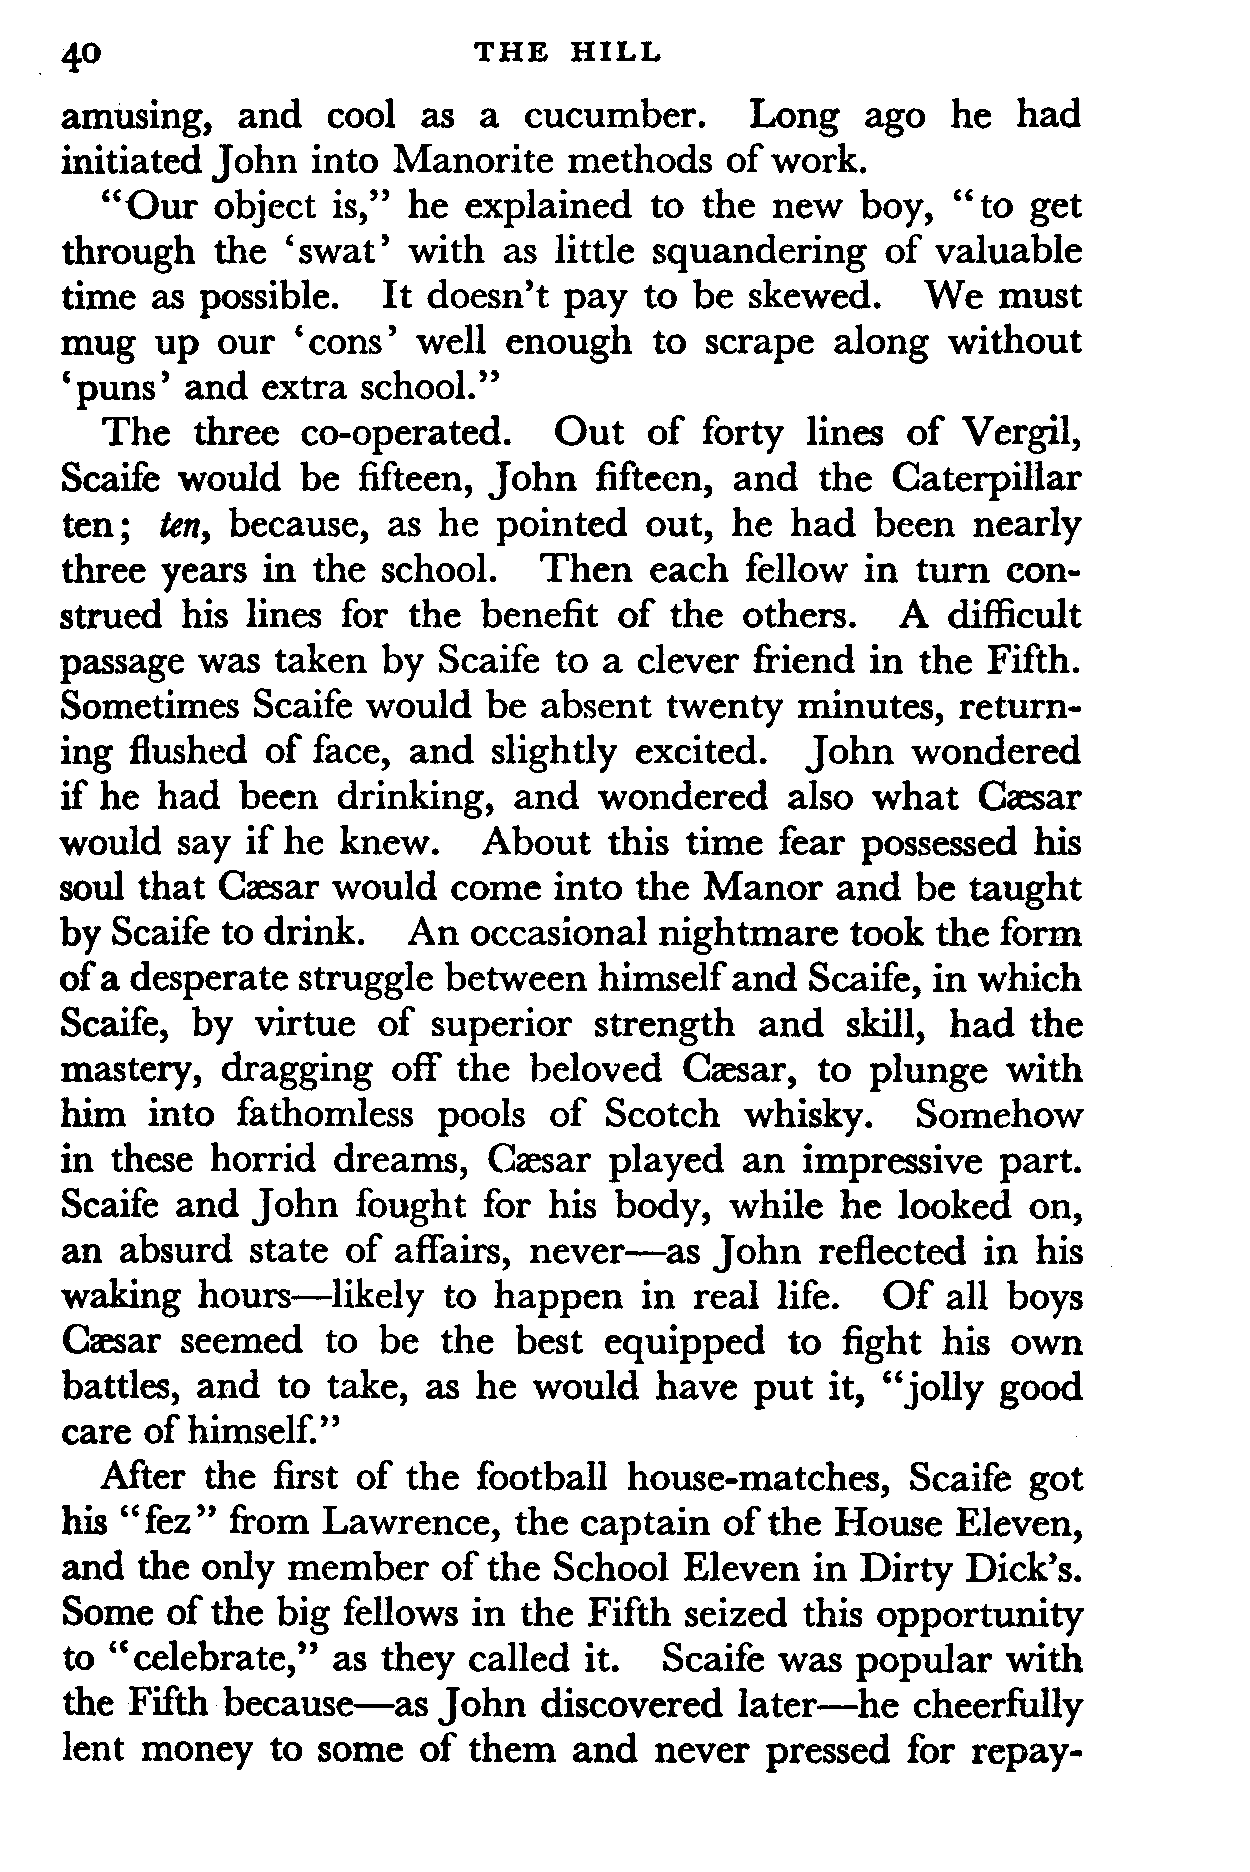 40 THE HILL
amusing, and cool as a cucumber. Long ago he had
initiated John into Manorite methods of work.
“Our object is,” he explained to the new boy, “to get
through the ‘swat’ with as little squandering of valuable
time as possible. It doesn’t pay to be skewed. We must
mug up our ‘cons’ well enough to scrape along without
‘puns’ and extra school.”
The three co-operated. Out of forty lines of Vergil,
Scaife would be fifteen, John fifteen, and the Caterpillar
ten; ten, because, as he pointed out, he had been nearly
three years in the school. Then each fellow in turn con-
strued his lines for the benefit of the others. A difficult
passage was taken by Scaife to a clever friend in the Fifth.
Sometimes Scaife would be absent twenty minutes, return-
ing flushed of face, and slightly excited. John wondered
if he had been drinking, and wondered also what Cæsar
would say if he knew. About this time fear possessed his
soul that Cæsar would come into the Manor and be taught
by Scaife to drink. An occasional nightmare took the form
of a desperate struggle between himself and Scaife, in which
Scaife, by virtue of superior strength and skill, had the
mastery, dragging off the beloved Cæsar, to plunge with
him into fathomless pools of Scotch whisky. Somehow
in these horrid dreams, Cæsar played an impressive part.
Scaife and John fought for his body, while he looked on,
an absurd state of affairs, never—as John reflected in his
waking hours—likely to happen in real life. Of all boys
Cæsar seemed to be the best equipped to fight his own
battles, and to take, as he would have put it, “jolly good
care of himself.”
After the first of the football house-matches, Scaife got
his “fez” from Lawrence, the captain of the House Eleven,
and the only member of the School Eleven in Dirty Dick’s.
Some of the big fellows in the Fifth seized this opportunity
to “celebrate,” as they called it. Scaife was popular with
the Fifth because—as John discovered later—he cheerfully
lent money to some of them and never pressed for repay-